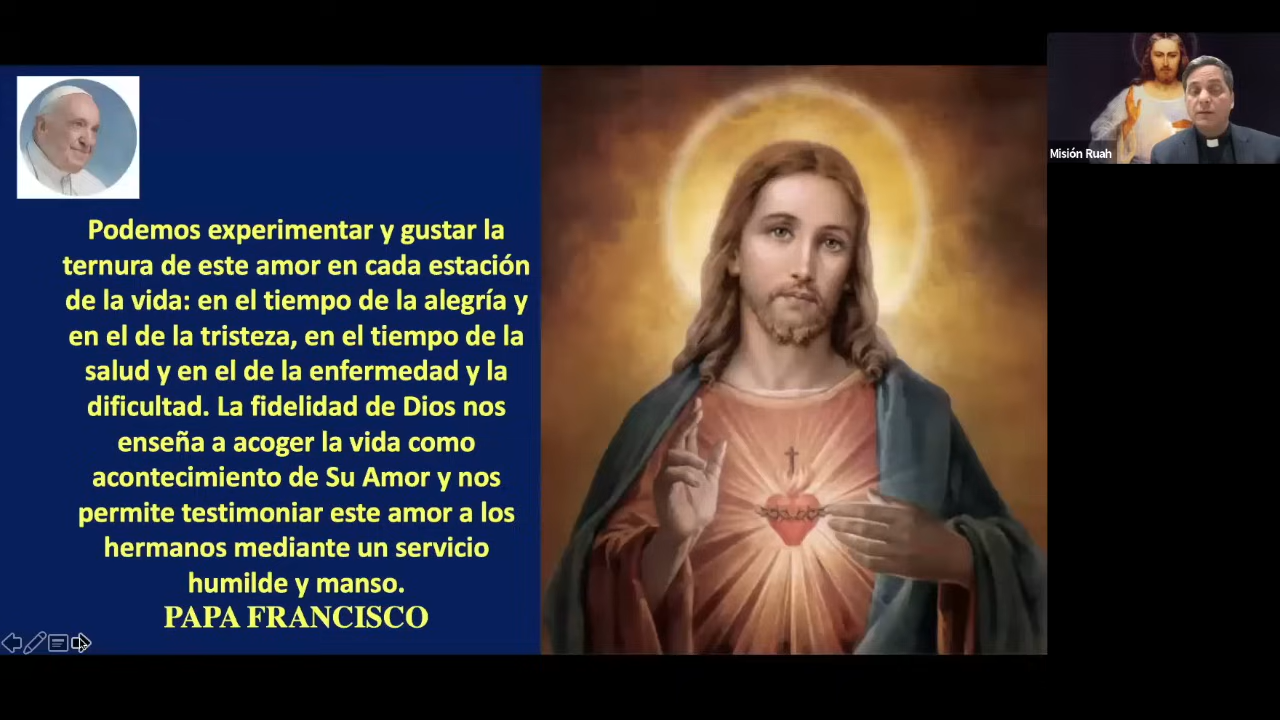 Podemos experimentar y gustar la
ternura de este amor en cada estación
de la vida: en el tiempo de la alegría y
en el de la tristeza, en el tiempo de la
salud y en el de la enfermedad y la
dificultad. La fidelidad de Dios nos
enseña a acoger la vida como
acontecimiento de Su Amor y nos
permite testimoniar este amor a los
hermanos mediante un servicio
humilde y manso.
PAPA FRANCISCO
Misión Ruah